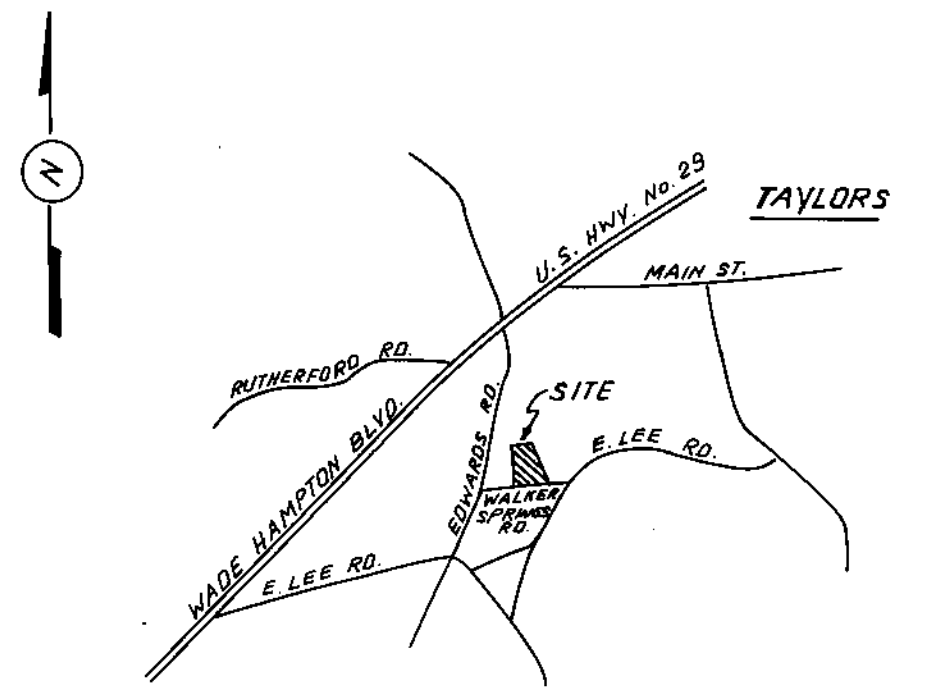 N
U.S. HWY. No. 29
TAYLORS
MAIN ST.
RUTHERFORD RD.
SITE
WADE HAMPTON BLVD.
EDWARDS RD.
E. LEE RD.
WALKER
SPRINGS
RD.
E. LEE RD.